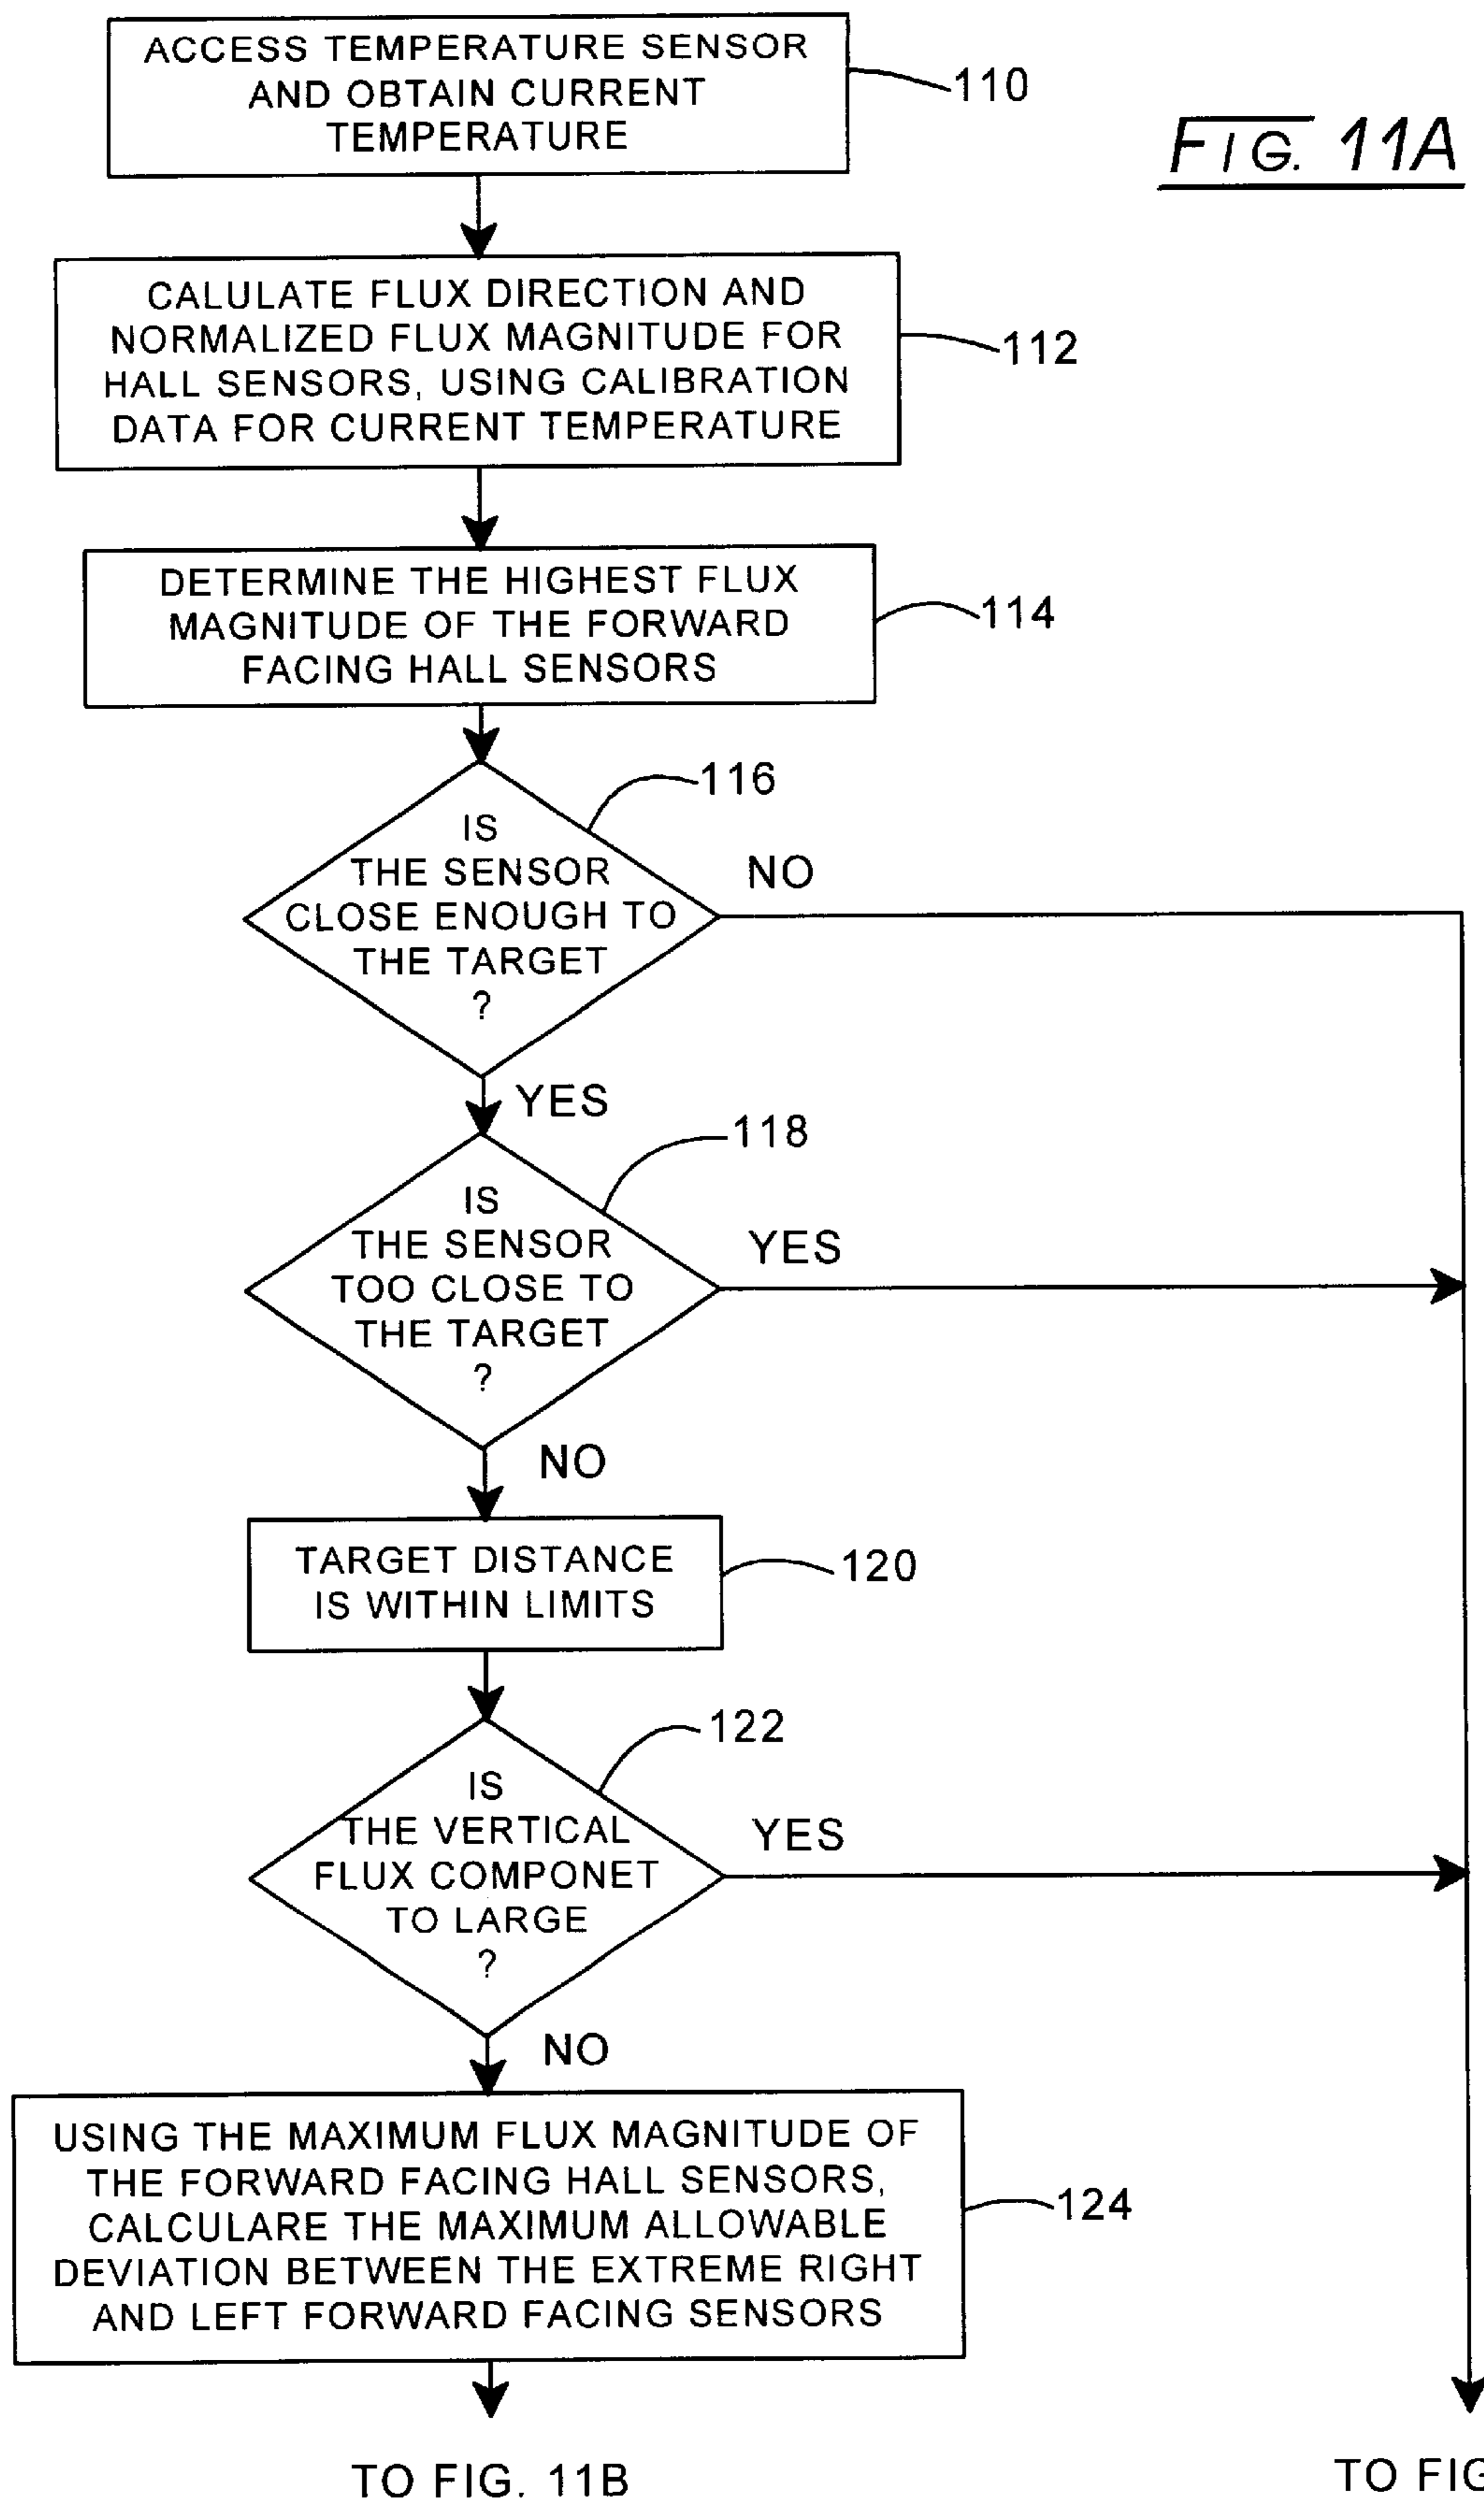 ACCESS TEMPERATURE SENSOR
AND OBTAIN CURRENT
TEMPERATURE
110
FIG. 11A
CALULATE FLUX DIRECTION AND
NORMALIZED FLUX MAGNITUDE FOR
HALL SENSORS, USING CALIBRATION
DATA FOR CURRENT TEMPERATURE
112
DETERMINE THE HIGHEST FLUX
MAGNITUDE OF THE FORWARD
FACING HALL SENSORS
114
116
IS
THE SENSOR
CLOSE ENOUGH TO
THE TARGET
?
NO
YES
118
IS
THE SENSOR
TOO CLOSE TO
THE TARGET
?
YES
NO
TARGET DISTANCE
IS WITHIN LIMITS
120
122
IS
THE VERTICAL
FLUX COMPONET
TO LARGE
?
YES
NO
USING THE MAXIMUM FLUX MAGNITUDE OF
THE FORWARD FACING HALL SENSORS,
CALCULARE THE MAXIMUM ALLOWABLE
DEVIATION BETWEEN THE EXTREME RIGHT
AND LEFT FORWARD FACING SENSORS
124
TO FIG. 11B
TO